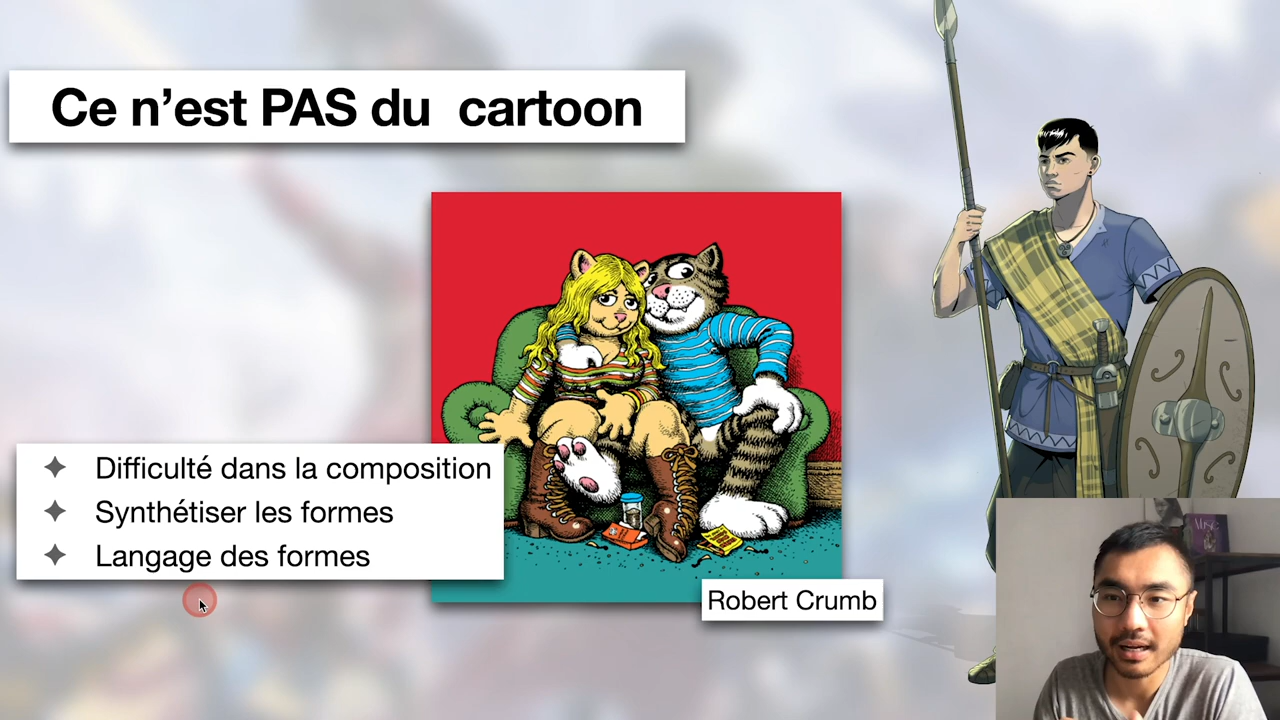 Ce n’est PAS du  cartoon
✦ Difficulté dans la composition
✦ Synthétiser les formes
✦ Langage des formes
Robert Crumb